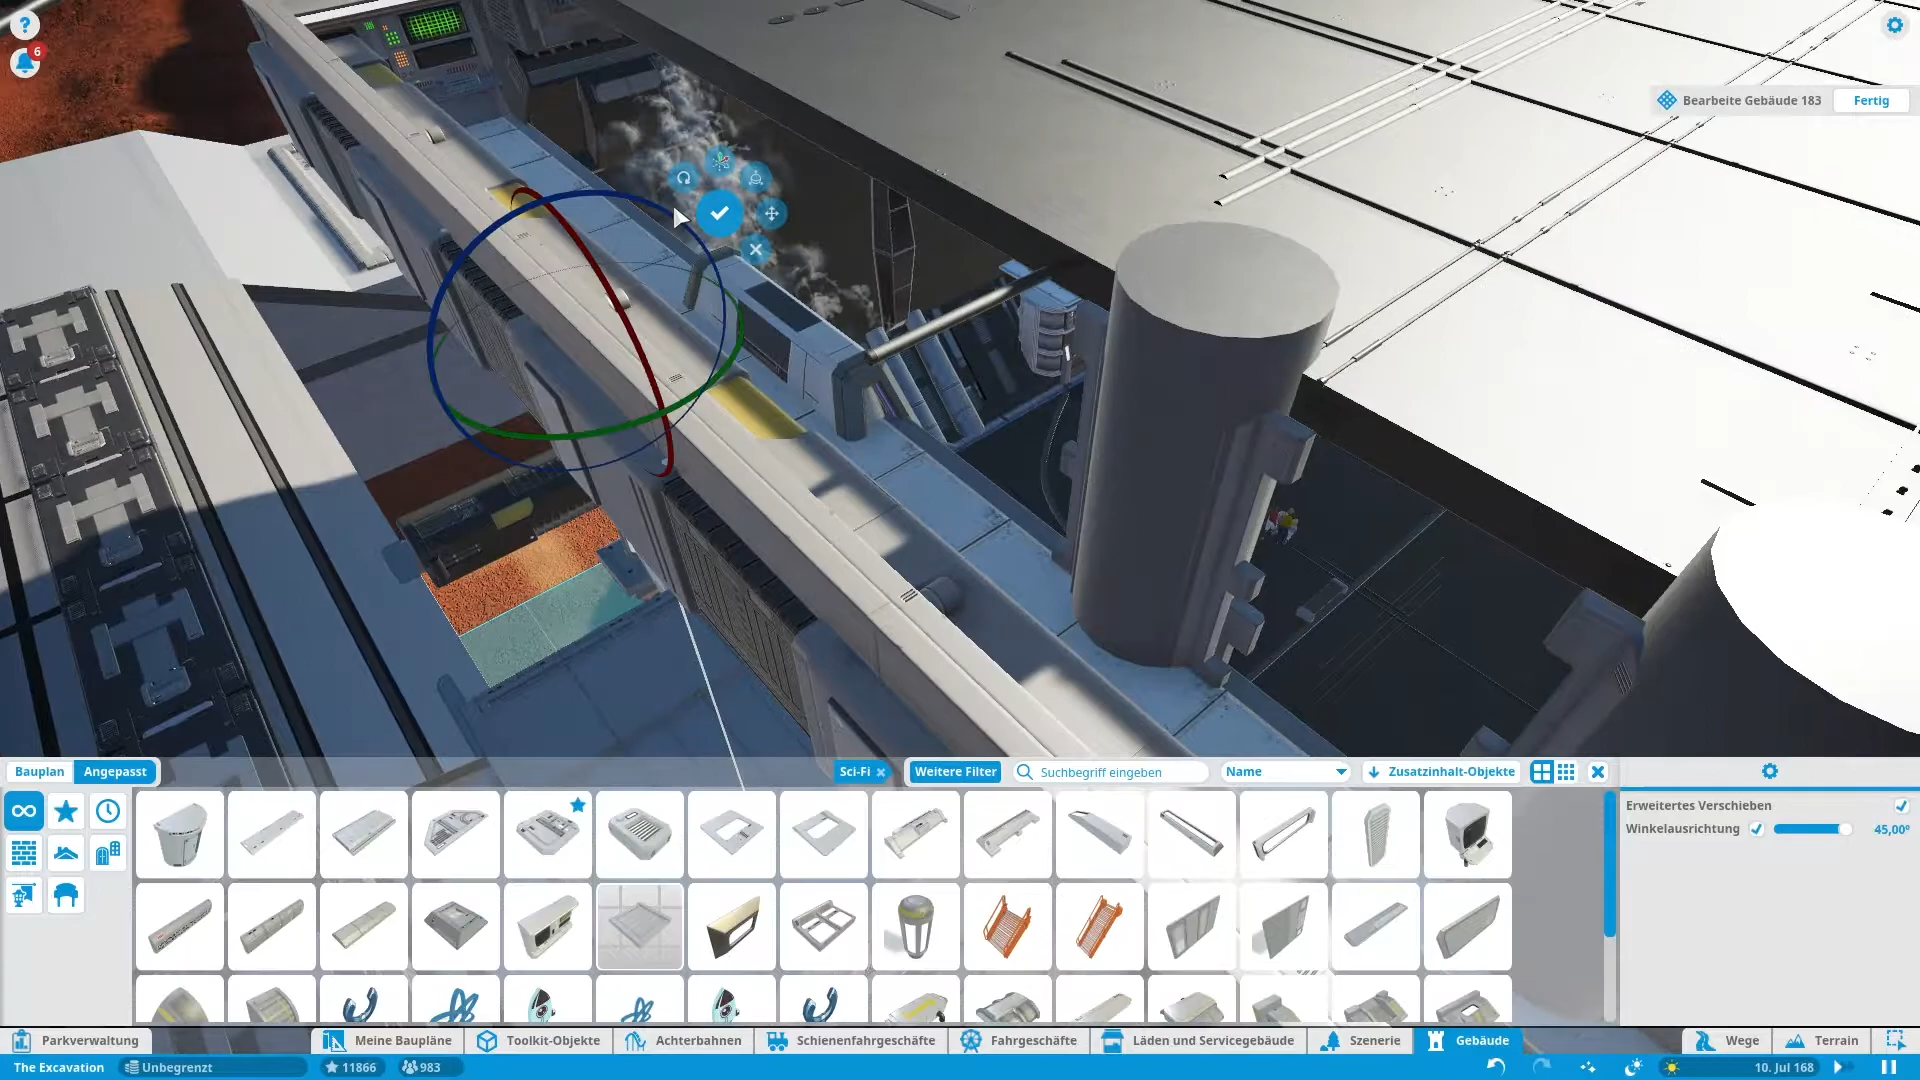 ?
6
Bearbeite Gebäude 183
Fertig
Bauplan
Angepasst
Sci-Fi
Weitere Filter
Suchbegriff eingeben
Name
Zusatzinhalt-Objekte
Erweitertes Verschieben
Winkelausrichtung
45,00°
Parkverwaltung
Meine Baupläne
Toolkit-Objekte
Achterbahnen
Schienenfahrgeschäfte
Fahrgeschäfte
Läden und Servicegebäude
Szenerie
Gebäude
Wege
Terrain
The Excavation
Unbegrenzt
11866
983
10. Jul 168